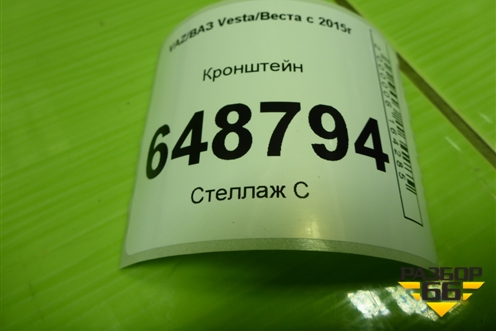 VAZ/ВАЗ Vesta/Веста с 2015г
Кронштейн
648794
Стеллаж С
РАЗБОР
66